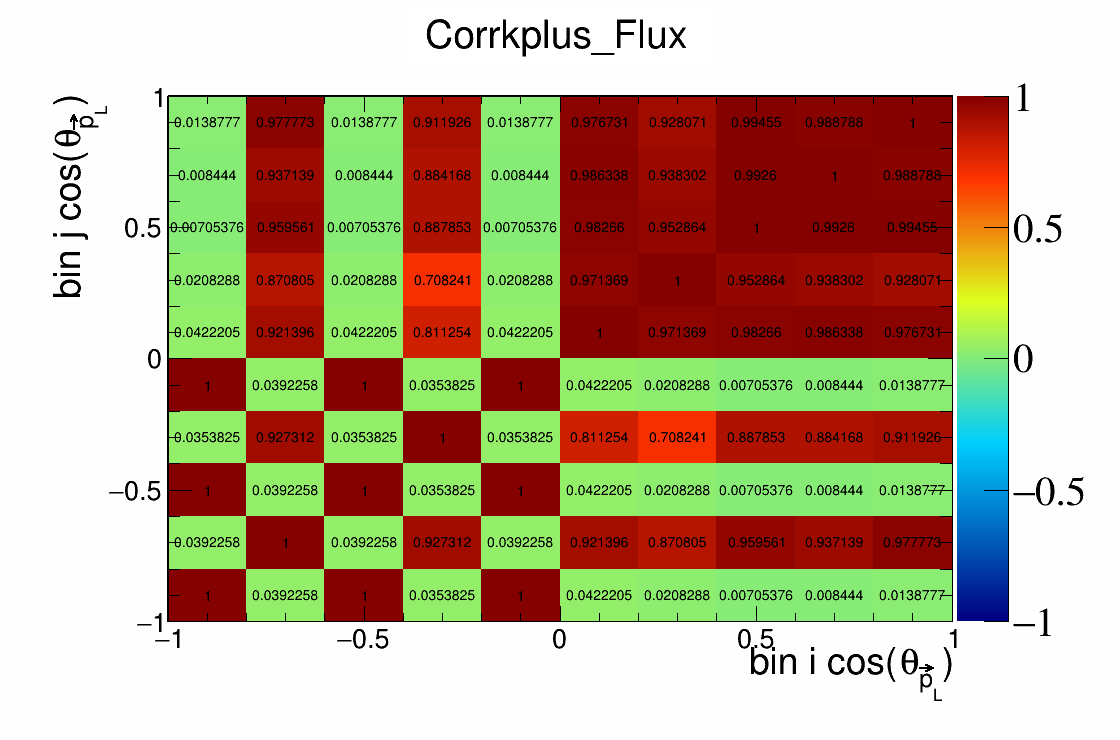 Corrkplus_Flux
bin j cos(θp⃗L)
1
0.5
0
−0.5
−1
0.0138777 0.977773 0.0138777 0.911926 0.0138777 0.976731 0.928071 0.99455 0.988788 1
0.008444 0.937139 0.008444 0.884168 0.008444 0.986338 0.938302 0.9926 1 0.988788
0.00705376 0.959561 0.00705376 0.887853 0.00705376 0.98266 0.952864 1 0.9926 0.99455
0.0208288 0.870805 0.0208288 0.708241 0.0208288 0.971369 1 0.952864 0.938302 0.928071
0.0422205 0.921396 0.0422205 0.811254 0.0422205 1 0.971369 0.98266 0.986338 0.976731
1 0.0392258 1 0.0353825 1 0.0422205 0.0208288 0.00705376 0.008444 0.0138777
0.0353825 0.927312 0.0353825 1 0.0353825 0.811254 0.708241 0.887853 0.884168 0.911926
1 0.0392258 1 0.0353825 1 0.0422205 0.0208288 0.00705376 0.008444 0.0138777
0.0392258 1 0.0392258 0.927312 0.0392258 0.921396 0.870805 0.959561 0.937139 0.977773
1 0.0392258 1 0.0353825 1 0.0422205 0.0208288 0.00705376 0.008444 0.0138777
−1 −0.5 0 0.5 1
bin i cos(θp⃗L)
1
0.5
0
−0.5
−1